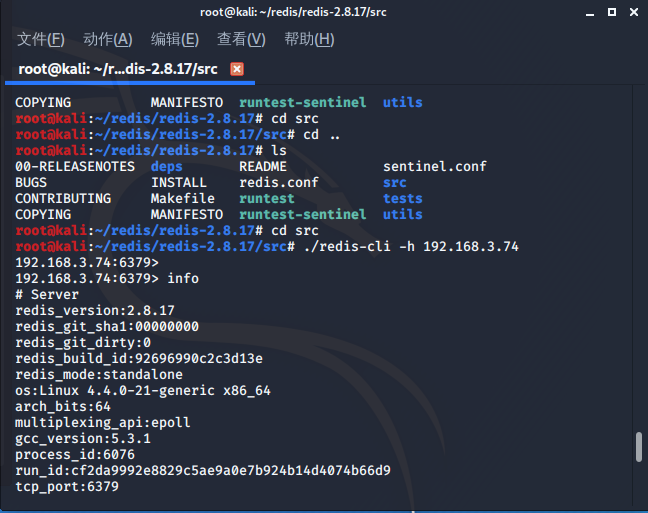 root@kali: ~/redis/redis-2.8.17/src
文件(F) 动作(A) 编辑(E) 查看(V) 帮助(H)
root@kali: ~/r…dis-2.8.17/src
COPYING MANIFESTO runtest-sentinel utils
root@kali:~/redis/redis-2.8.17# cd src
root@kali:~/redis/redis-2.8.17/src# cd ..
root@kali:~/redis/redis-2.8.17# ls
00-RELEASENOTES deps README sentinel.conf
BUGS INSTALL redis.conf src
CONTRIBUTING Makefile runtest tests
COPYING MANIFESTO runtest-sentinel utils
root@kali:~/redis/redis-2.8.17# cd src
root@kali:~/redis/redis-2.8.17/src# ./redis-cli -h 192.168.3.74
192.168.3.74:6379>
192.168.3.74:6379> info
# Server
redis_version:2.8.17
redis_git_sha1:00000000
redis_git_dirty:0
redis_build_id:92696990c2c3d13e
redis_mode:standalone
os:Linux 4.4.0-21-generic x86_64
arch_bits:64
multiplexing_api:epoll
gcc_version:5.3.1
process_id:6076
run_id:cf2da9992e8829c5ae9a0e7b924b14d4074b66d9
tcp_port:6379